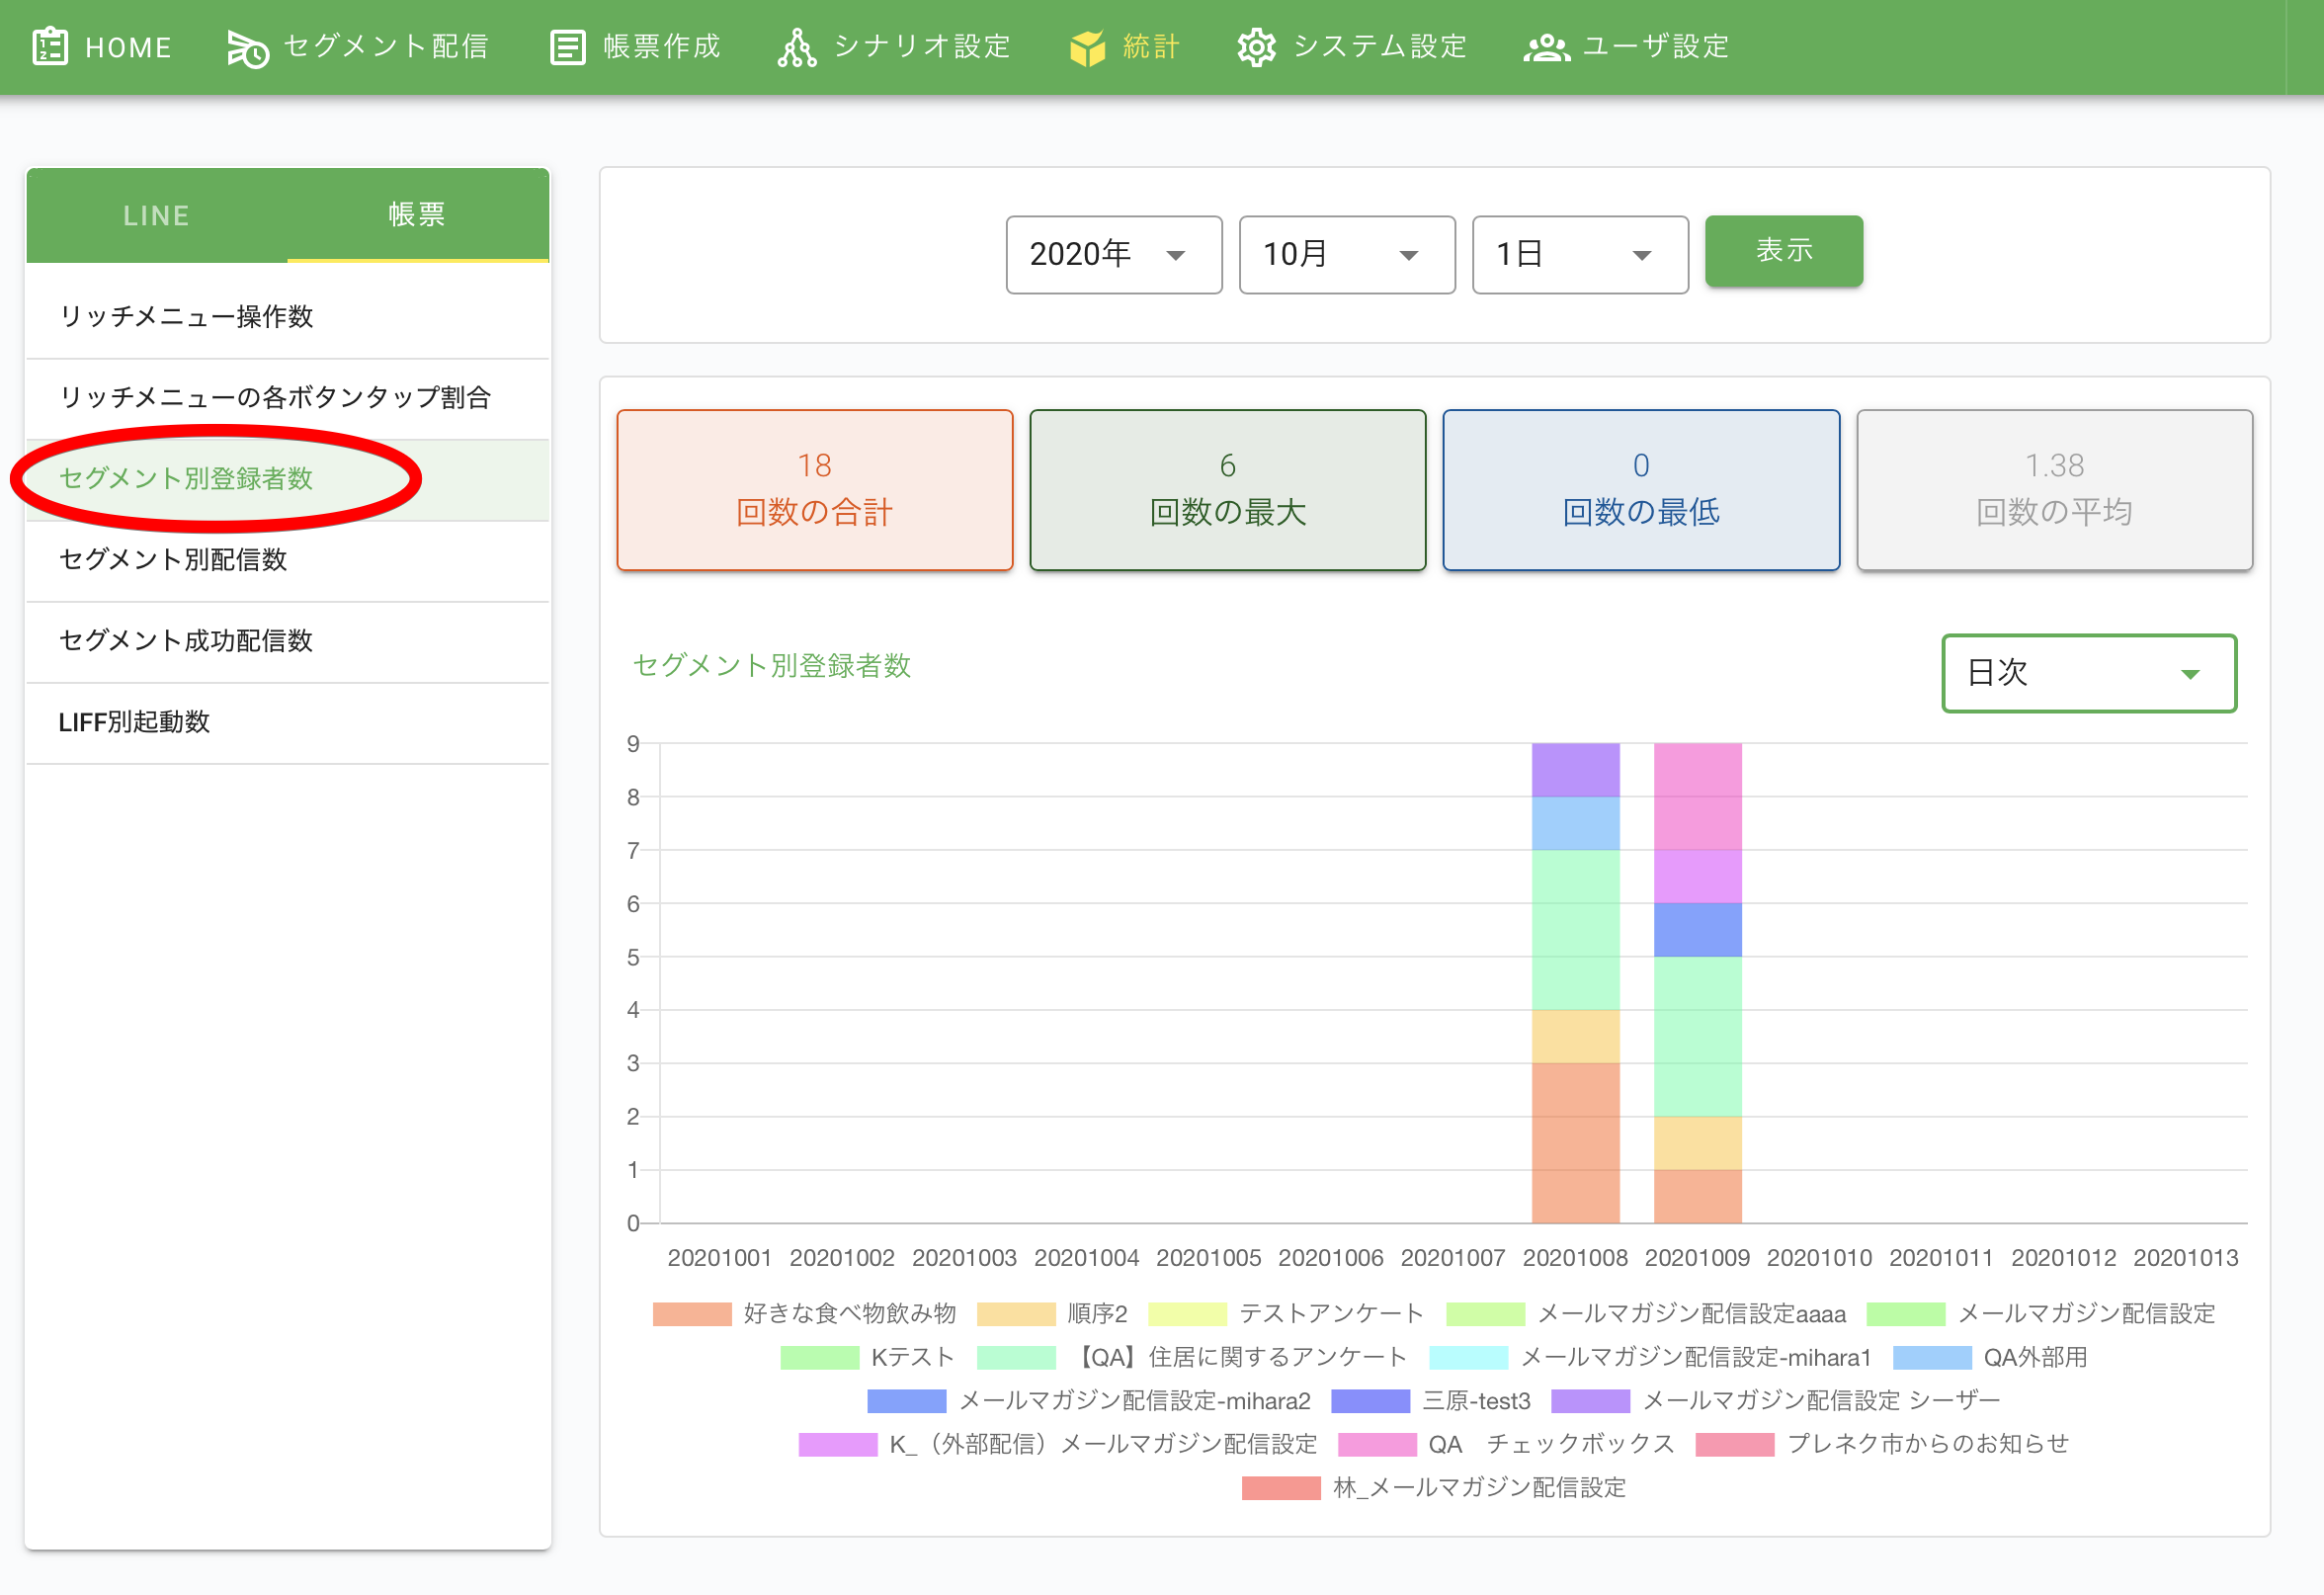 HOME セグメント配信 帳票作成 シナリオ設定 統計 システム設定 ユーザ設定
LINE 帳票
リッチメニュー操作数
リッチメニューの各ボタンタップ割合
セグメント別登録者数
セグメント別配信数
セグメント成功配信数
LIFF別起動数
2020年 10月 1日 表示
18 6 0 1.38
回数の合計 回数の最大 回数の最低 回数の平均
セグメント別登録者数 日次
9
8
7
6
5
4
3
2
1
0
20201001 20201002 20201003 20201004 20201005 20201006 20201007 20201008 20201009 20201010 20201011 20201012 20201013
好きな食べ物飲み物 順序2 テストアンケート メールマガジン配信設定aaaa メールマガジン配信設定
Kテスト 【QA】住居に関するアンケート メールマガジン配信設定-mihara1 QA外部用
メールマガジン配信設定-mihara2 三原-test3 メールマガジン配信設定 シーザー
K_（外部配信）メールマガジン配信設定 QA　チェックボックス プレネク市からのお知らせ
林_メールマガジン配信設定